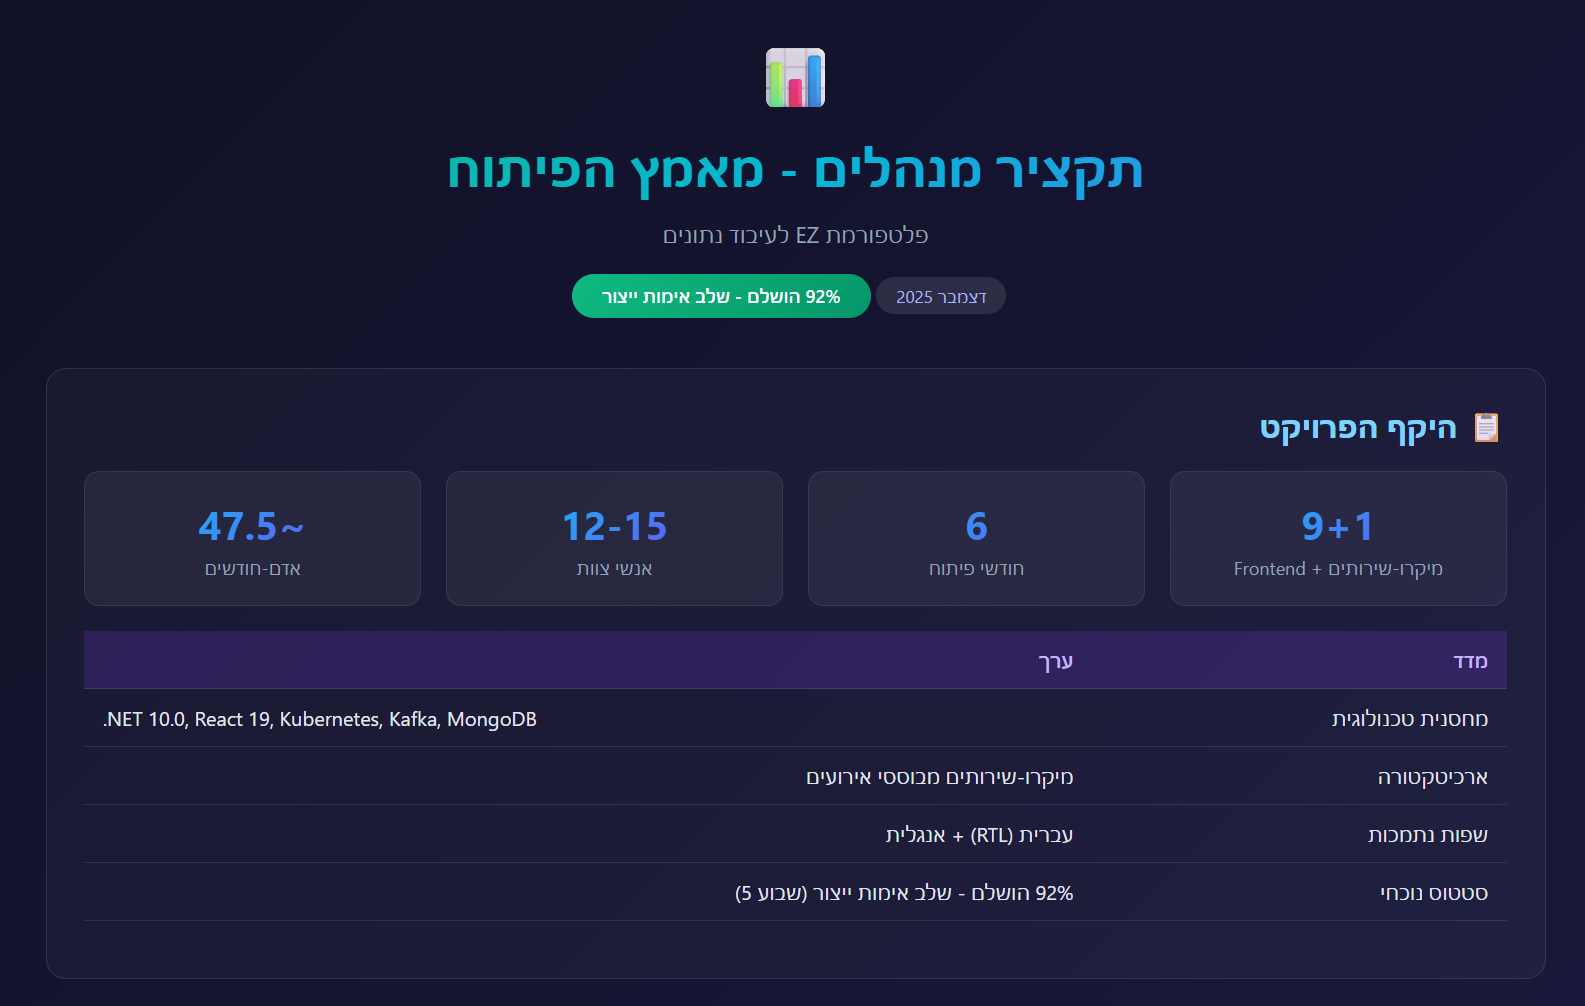 תקציר מנהלים - מאמץ הפיתוח
פלטפורמת EZ לעיבוד נתונים
דצמבר 2025
92% הושלם - שלב אימות ייצור
היקף הפרויקט
9+1
מיקרו-שירותים + Frontend
6
חודשי פיתוח
12-15
אנשי צוות
~47.5
אדם-חודשים
מדד ערך
מחסנית טכנולוגית .NET 10.0, React 19, Kubernetes, Kafka, MongoDB
ארכיטקטורה מיקרו-שירותים מבוססי אירועים
שפות נתמכות עברית (RTL) + אנגלית
סטטוס נוכחי 92% הושלם - שלב אימות ייצור (שבוע 5)